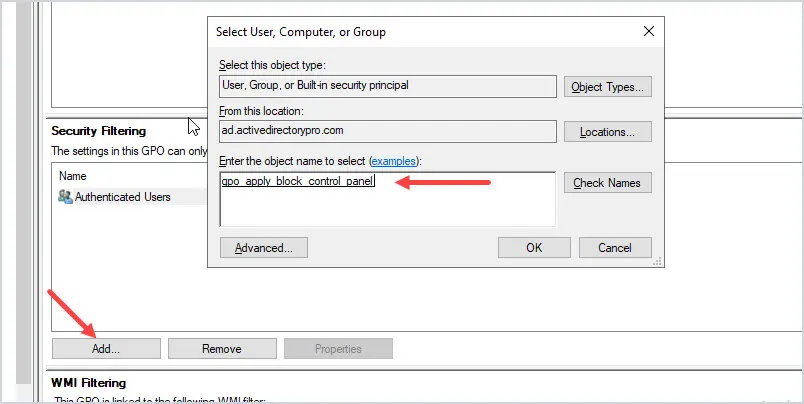 Select User, Computer, or Group
Select this object type:
User, Group, or Built-in security principal
Object Types...
From this location:
ad.activedirectorypro.com
Locations...
Enter the object name to select (examples):
gpo_apply_block_control_panel
Check Names
Advanced...
OK
Cancel
Security Filtering
The settings in this GPO can only
Name
Authenticated Users
Add...
Remove
Properties
WMI Filtering
This GPO is linked to the following WMI filter: